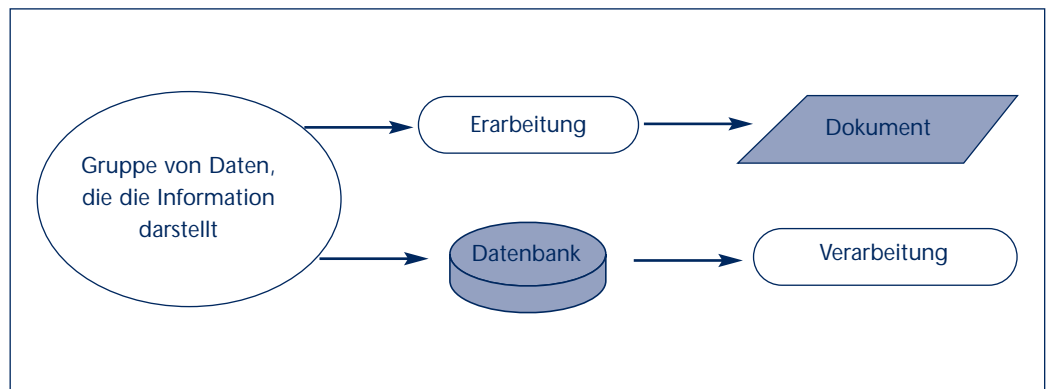 Gruppe von Daten,
die die Information
darstellt
Erarbeitung
Dokument
Datenbank
Verarbeitung